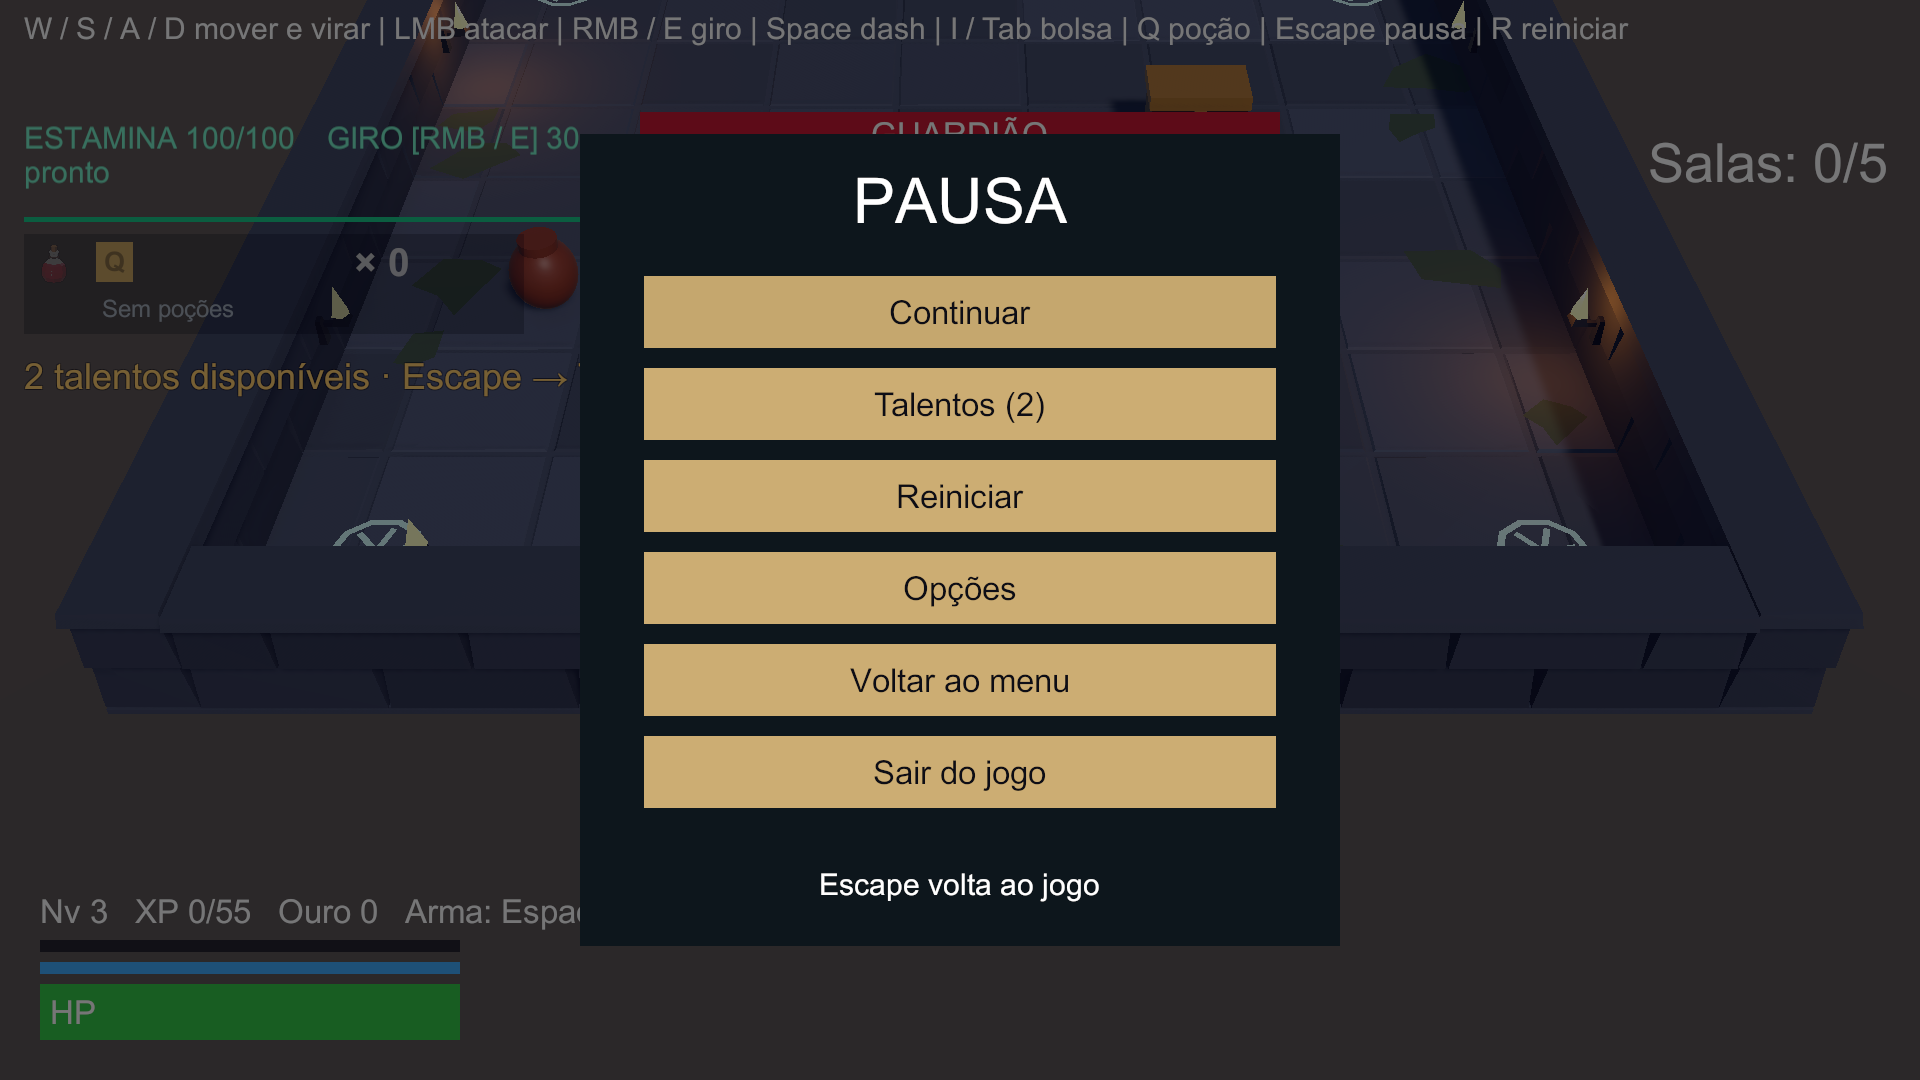 W / S / A / D mover e virar | LMB atacar | RMB / E giro | Space dash | I / Tab bolsa | Q poção | Escape pausa | R reiniciar
ESTAMINA 100/100 GIRO [RMB / E] 30
pronto
GUARDIÃO
Salas: 0/5
PAUSA
Q × 0
Sem poções
2 talentos disponíveis · Escape →
Continuar
Talentos (2)
Reiniciar
Opções
Voltar ao menu
Sair do jogo
Escape volta ao jogo
Nv 3 XP 0/55 Ouro 0 Arma:
HP